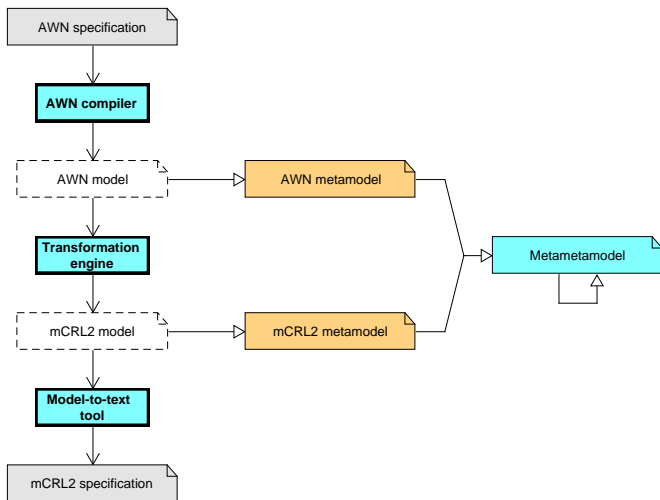 AWN specification
AWN compiler
AWN model
AWN metamodel
Transformation
engine
Metametamodel
mCRL2 model
mCRL2 metamodel
Model-to-text
tool
mCRL2 specification